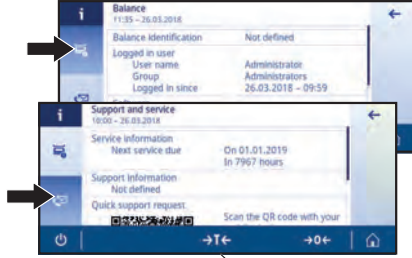 i
Balance
11:35 – 26.03.2018
Balance identification Not defined
Logged in user
User name Administrator
Group Administrators
Logged in since 26.03.2018 – 09:59
i
Support and service
10:00 – 26.03.2018
Service information
Next service due On 01.01.2019
In 7967 hours
Support Information
Not defined
Quick support request
Scan the QR code with your
→T←
→0←